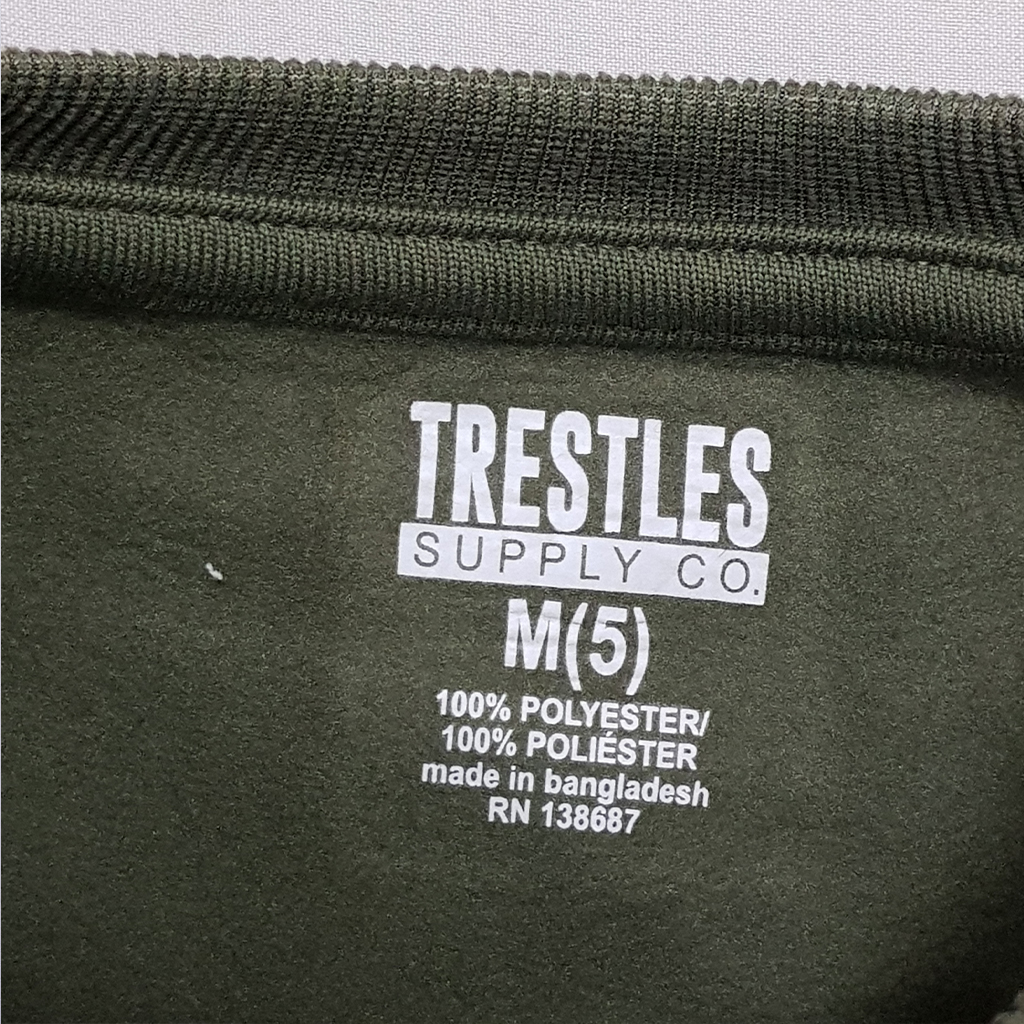 TRESTLES
SUPPLY CO.
M(5)
100% POLYESTER/
100% POLIÉSTER
made in bangladesh
RN 138687